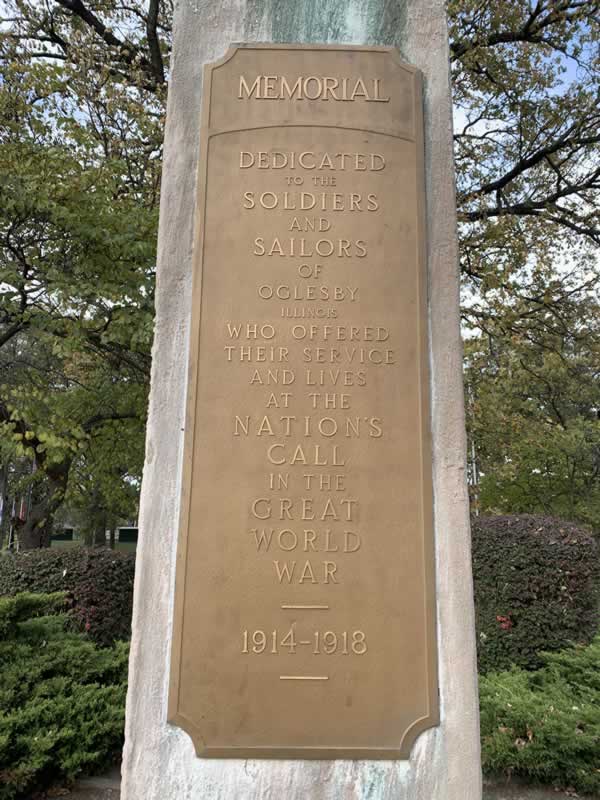 MEMORIAL
DEDICATED
TO THE
SOLDIERS
AND
SAILORS
OF
OGLESBY
ILLINOIS
WHO OFFERED
THEIR SERVICE
AND LIVES
AT THE
NATION'S
CALL
IN THE
GREAT
WORLD
WAR
1914-1918